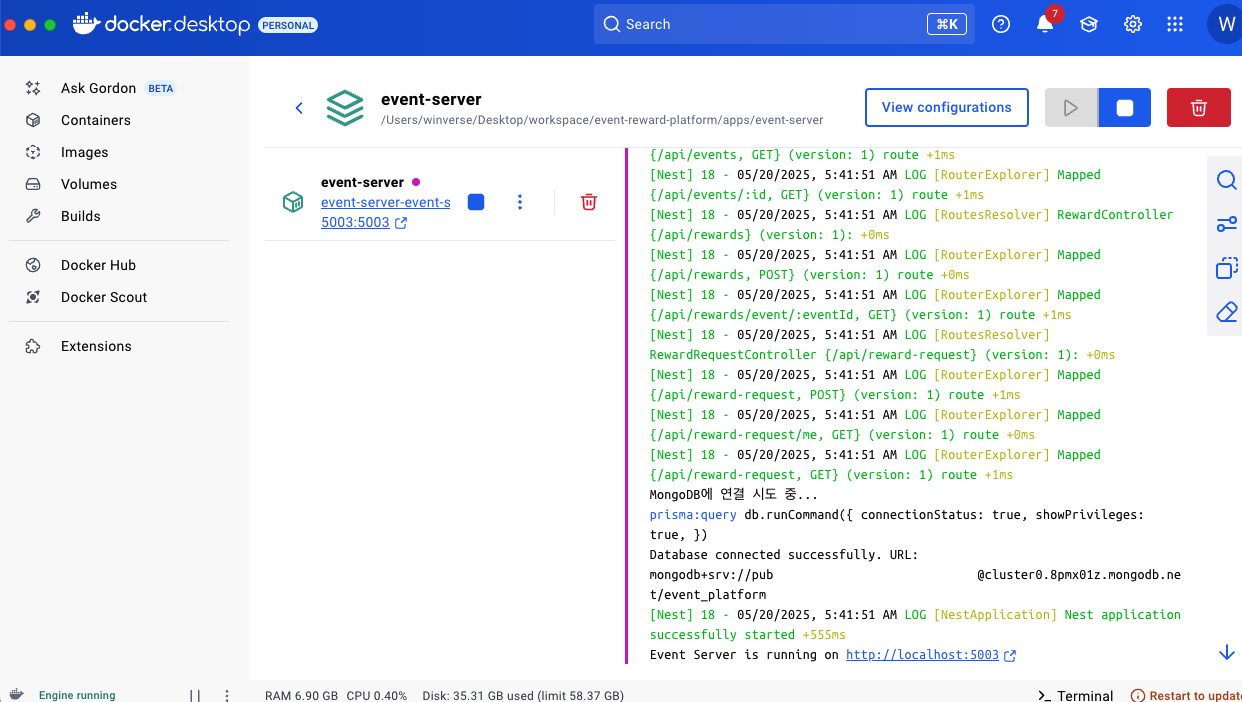 docker.desktop PERSONAL
Search
⌘K
7
W
Ask Gordon BETA
Containers
Images
Volumes
Builds
Docker Hub
Docker Scout
Extensions
event-server
/Users/winverse/Desktop/workspace/event-reward-platform/apps/event-server
View configurations
event-server
event-server-event-s
5003:5003
{/api/events, GET} (version: 1) route +1ms
[Nest] 18 - 05/20/2025, 5:41:51 AM LOG [RouterExplorer] Mapped
{/api/events/:id, GET} (version: 1) route +1ms
[Nest] 18 - 05/20/2025, 5:41:51 AM LOG [RoutesResolver] RewardController
{/api/rewards} (version: 1): +0ms
[Nest] 18 - 05/20/2025, 5:41:51 AM LOG [RouterExplorer] Mapped
{/api/rewards, POST} (version: 1) route +0ms
[Nest] 18 - 05/20/2025, 5:41:51 AM LOG [RouterExplorer] Mapped
{/api/rewards/event/:eventId, GET} (version: 1) route +1ms
[Nest] 18 - 05/20/2025, 5:41:51 AM LOG [RoutesResolver]
RewardRequestController {/api/reward-request} (version: 1): +0ms
[Nest] 18 - 05/20/2025, 5:41:51 AM LOG [RouterExplorer] Mapped
{/api/reward-request, POST} (version: 1) route +1ms
[Nest] 18 - 05/20/2025, 5:41:51 AM LOG [RouterExplorer] Mapped
{/api/reward-request/me, GET} (version: 1) route +0ms
[Nest] 18 - 05/20/2025, 5:41:51 AM LOG [RouterExplorer] Mapped
{/api/reward-request, GET} (version: 1) route +1ms
MongoDB에 연결 시도 중...
prisma:query db.runCommand({ connectionStatus: true, showPrivileges:
true, })
Database connected successfully. URL:
mongodb+srv://pub @cluster0.8pmx01z.mongodb.ne
t/event_platform
[Nest] 18 - 05/20/2025, 5:41:51 AM LOG [NestApplication] Nest application
successfully started +555ms
Event Server is running on http://localhost:5003
Engine running
RAM 6.90 GB CPU 0.40% Disk: 35.31 GB used (limit 58.37 GB)
Terminal
Restart to update